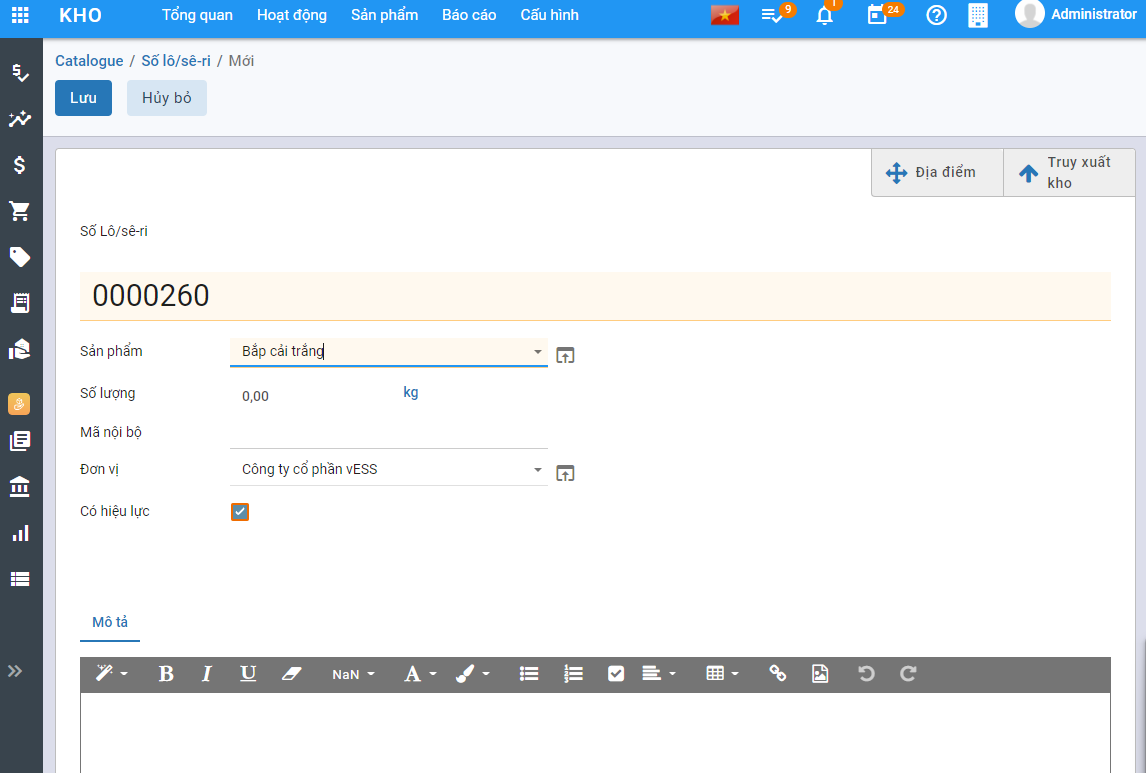 KHO Tổng quan Hoạt động Sản phẩm Báo cáo Cấu hình 9 1 24 Administrator
Catalogue / Số lô/sê-ri / Mới
Lưu Hủy bỏ
Địa điểm
Truy xuất
kho
Số Lô/sê-ri
0000260
Sản phẩm Bắp cải trắng
Số lượng 0,00 kg
Mã nội bộ
Đơn vị Công ty cổ phần vESS
Có hiệu lực
Mô tả
B I U NaN A